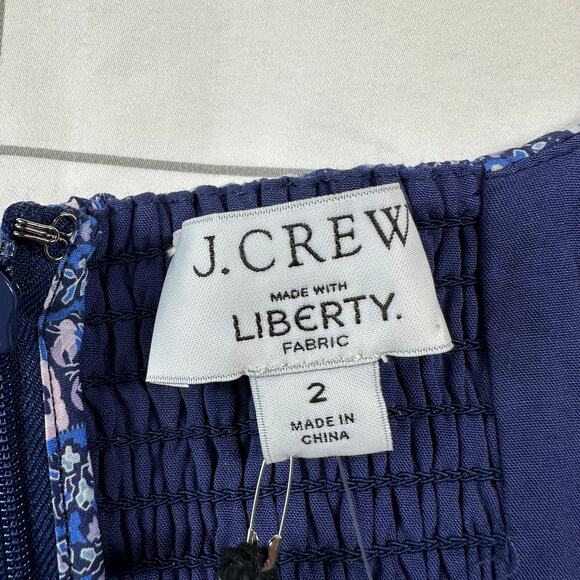 J.CREW
MADE WITH
LIBERTY.
FABRIC
2
MADE IN
CHINA